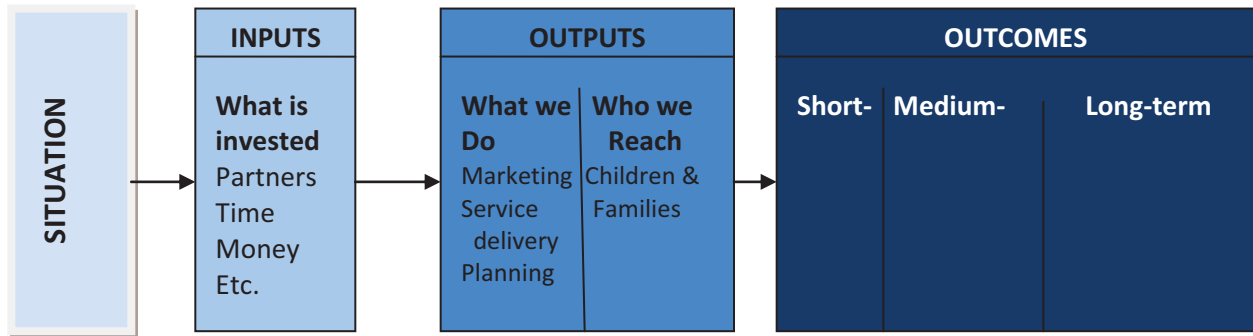 SITUATION
INPUTS
What is
invested
Partners
Time
Money
Etc.
OUTPUTS
What we
Do
Marketing
Service
delivery
Planning
Who we
Reach
Children &
Families
OUTCOMES
Short-
Medium-
Long-term